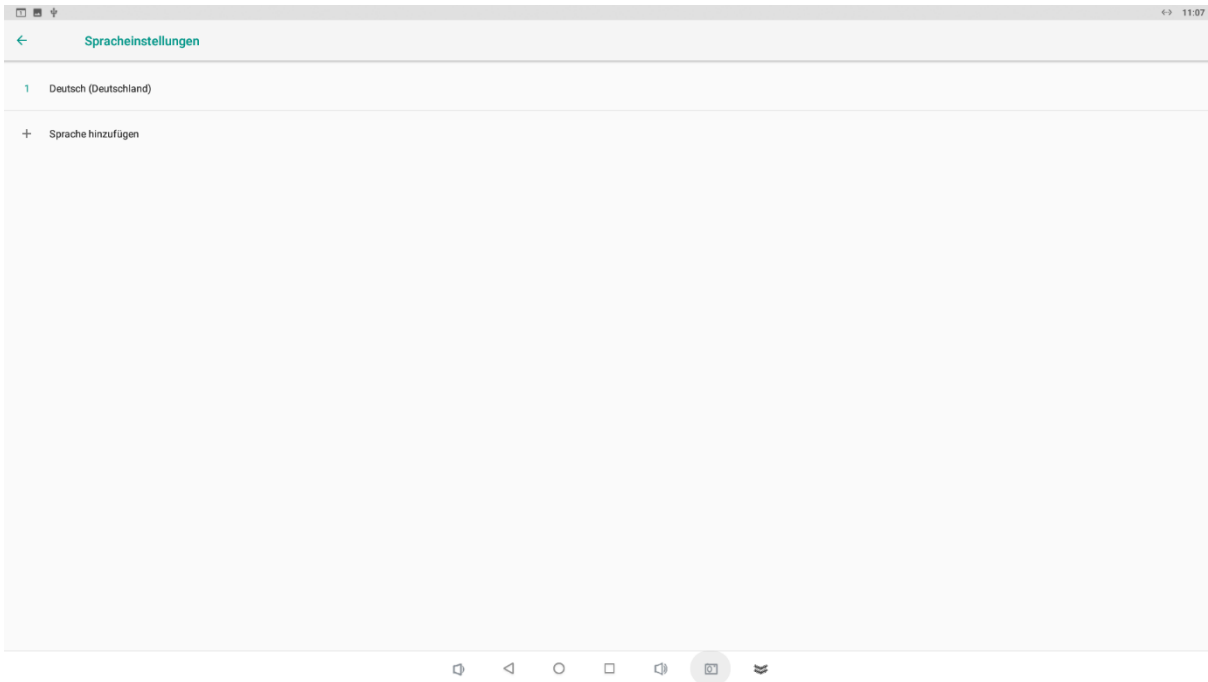 11:07
Spracheinstellungen
1 Deutsch (Deutschland)
+ Sprache hinzufügen